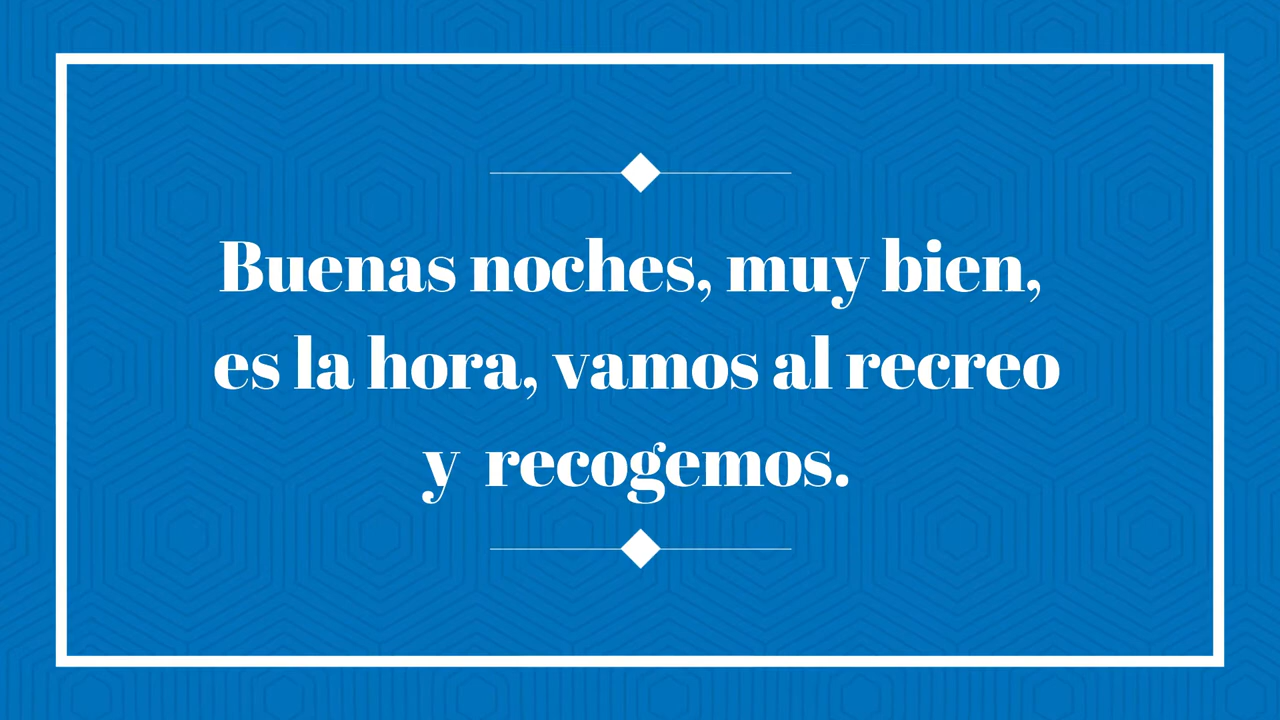 Buenas noches, muy bien,
es la hora, vamos al recreo
y recogemos.